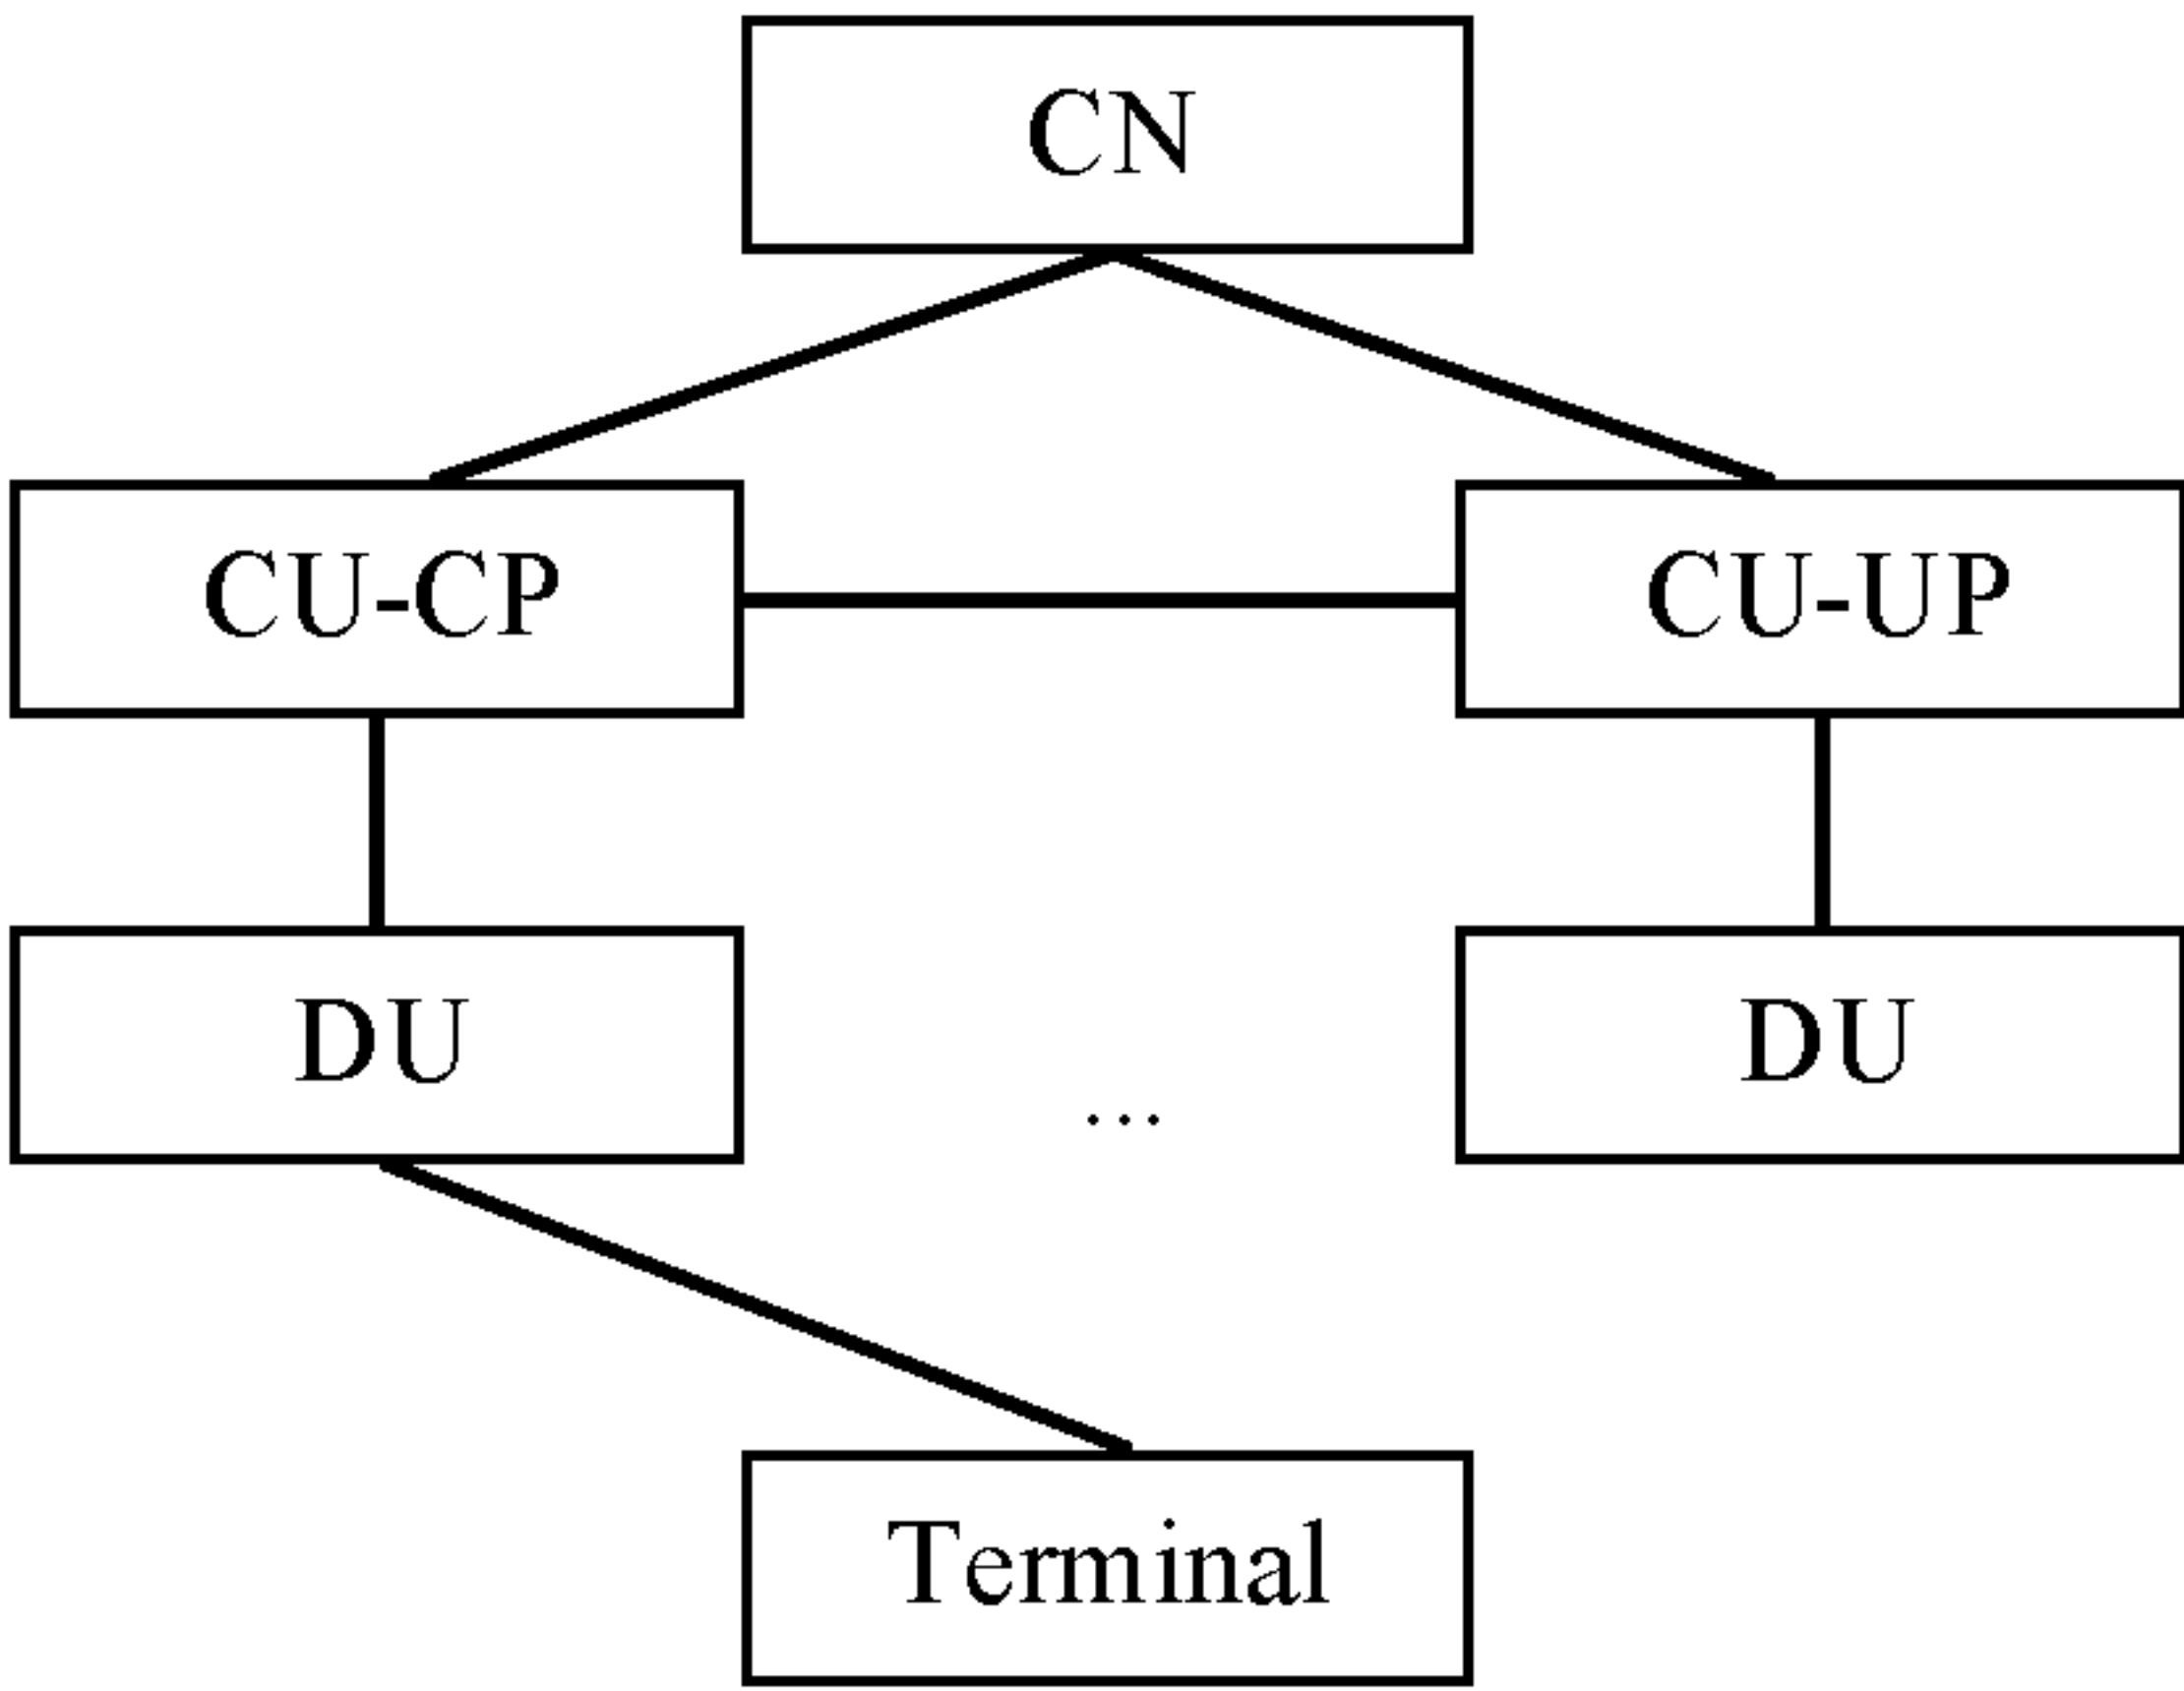 CN
CU-CP
CU-UP
DU
DU
...
Terminal